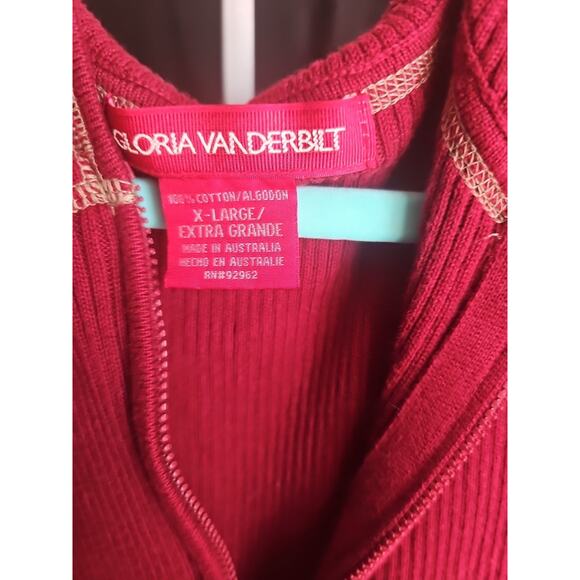 GLORIA VANDERBILT
100% COTTON/ALGODON
X-LARGE/
EXTRA GRANDE
MADE IN AUSTRALIA
HECHO EN AUSTRALIE
RN#92962